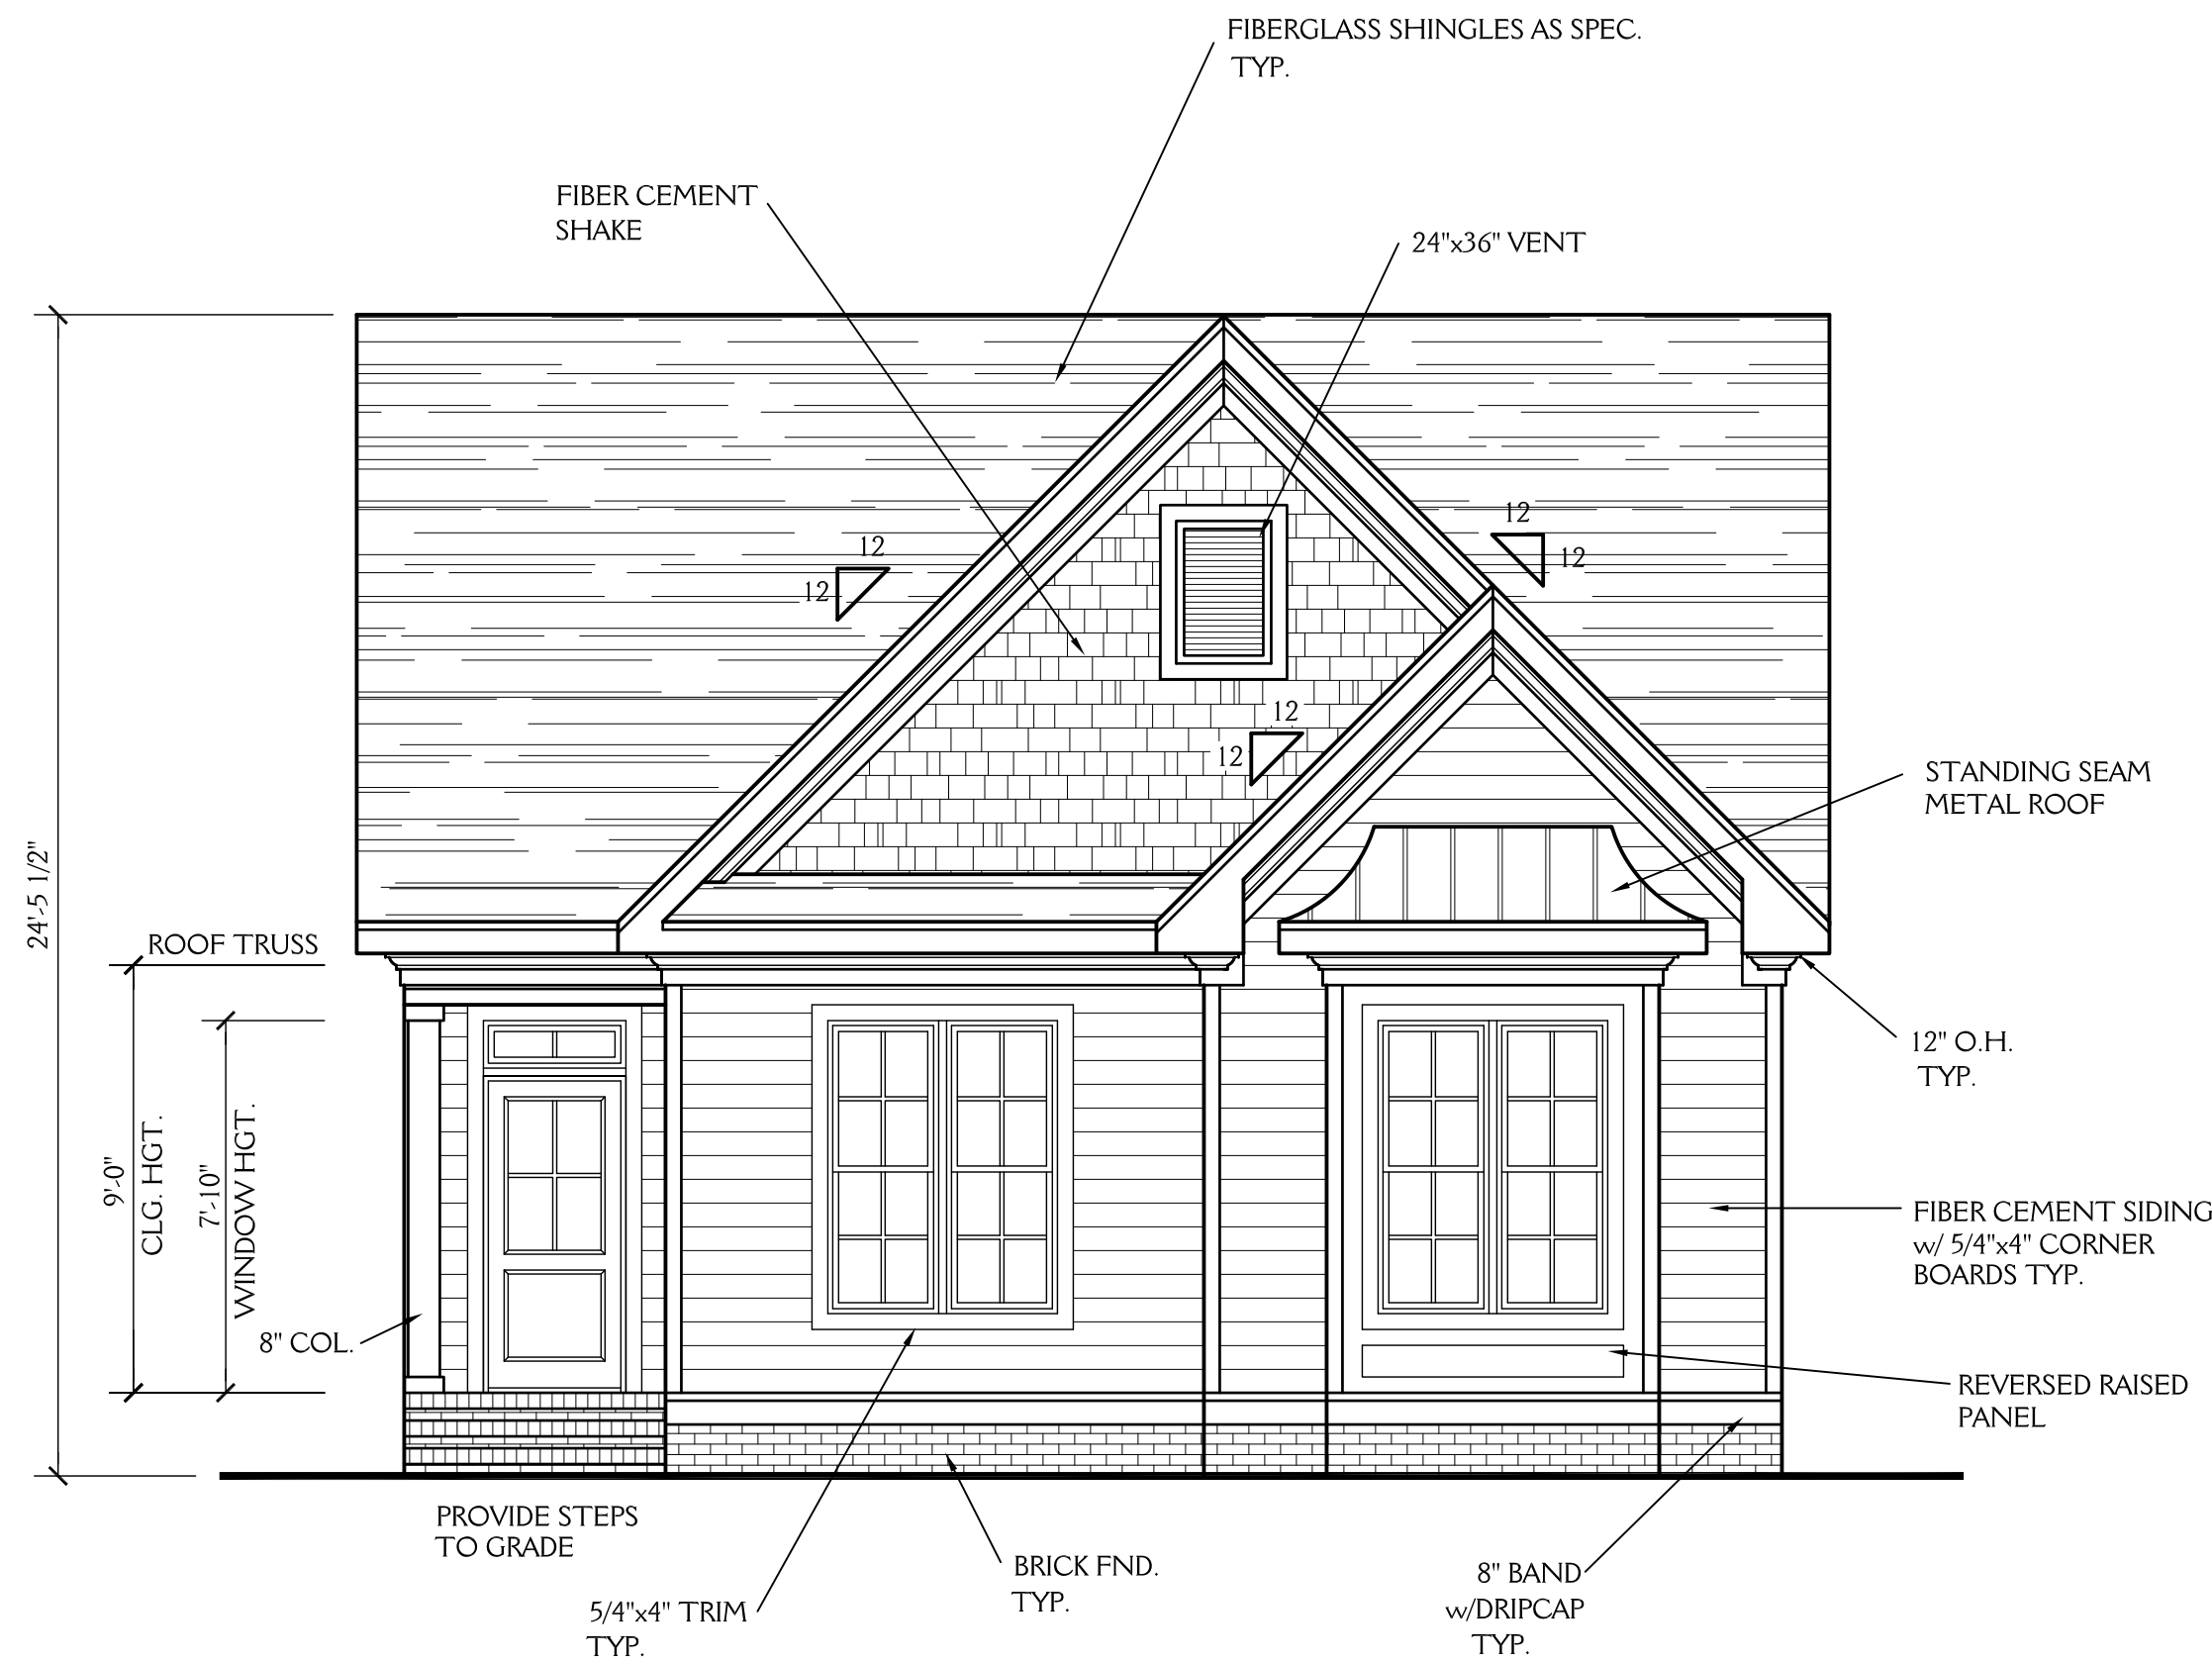 FIBERGLASS SHINGLES AS SPEC.
TYP.
FIBER CEMENT
SHAKE
24"x36" VENT
12
12
12
12
12
12
STANDING SEAM
METAL ROOF
24'-5 1/2"
ROOF TRUSS
9'-0"
CLG. HGT.
7'-10"
WINDOW HGT.
12" O.H.
TYP.
FIBER CEMENT SIDING
w/ 5/4"x4" CORNER
BOARDS TYP.
8" COL.
REVERSED RAISED
PANEL
PROVIDE STEPS
TO GRADE
5/4"x4" TRIM
TYP.
BRICK FND.
TYP.
8" BAND
w/DRIPCAP
TYP.